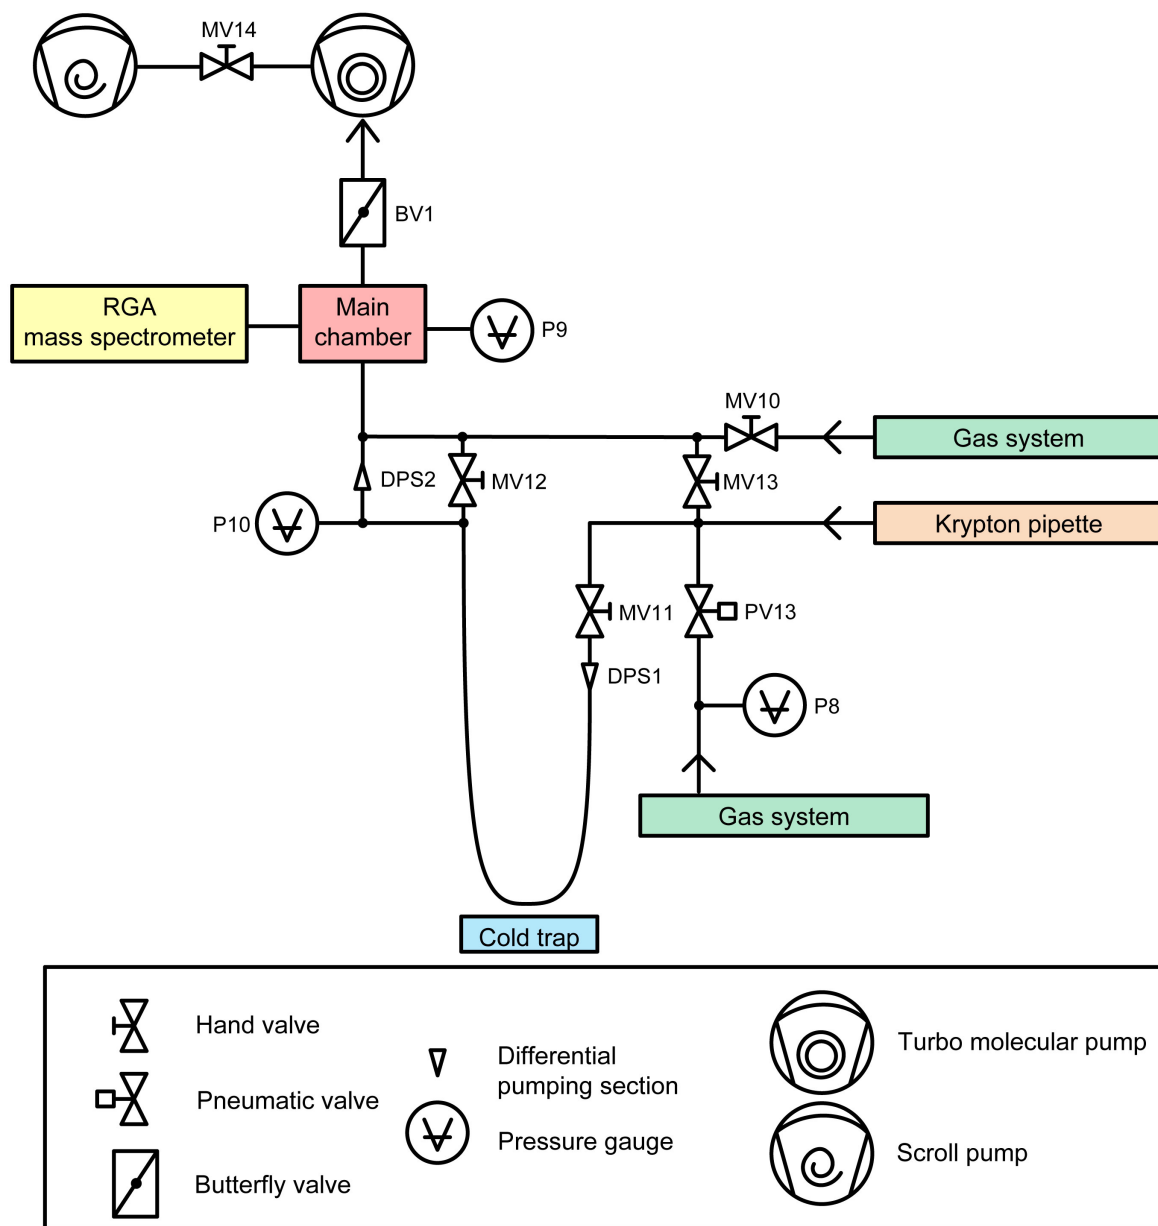 MV14
BV1
RGA
mass spectrometer
Main
chamber
P9
MV10
Gas system
DPS2
MV12
MV13
P10
Krypton pipette
MV11
PV13
DPS1
P8
Gas system
Cold trap
Hand valve
Pneumatic valve
Butterfly valve
Differential
pumping section
Pressure gauge
Turbo molecular pump
Scroll pump